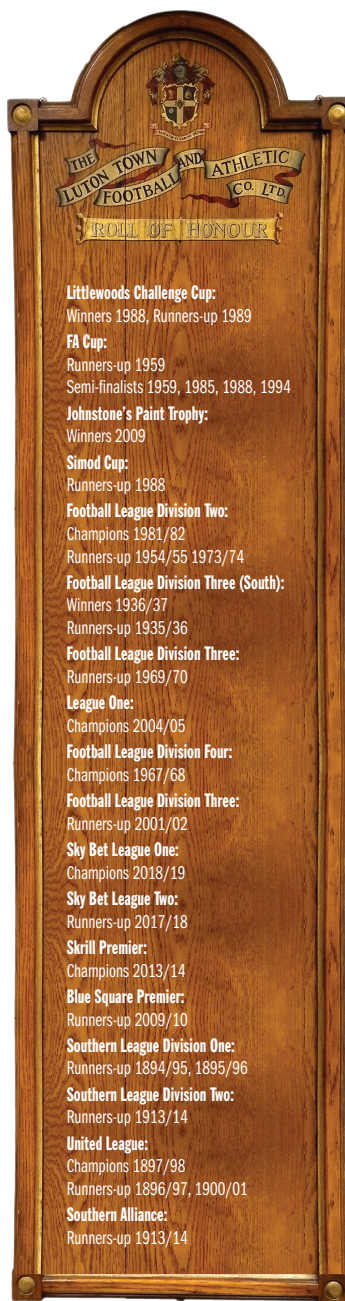 THE
LUTON TOWN
FOOTBALL
AND
ATHLETIC
CO. LTD.
ROLL OF HONOUR
Littlewoods Challenge Cup:
Winners 1988, Runners-up 1989
FA Cup:
Runners-up 1959
Semi-finalists 1959, 1985, 1988, 1994
Johnstone's Paint Trophy:
Winners 2009
Simod Cup:
Runners-up 1988
Football League Division Two:
Champions 1981/82
Runners-up 1954/55 1973/74
Football League Division Three (South):
Winners 1936/37
Runners-up 1935/36
Football League Division Three:
Runners-up 1969/70
League One:
Champions 2004/05
Football League Division Four:
Champions 1967/68
Football League Division Three:
Runners-up 2001/02
Sky Bet League One:
Champions 2018/19
Sky Bet League Two:
Runners-up 2017/18
Skrill Premier:
Champions 2013/14
Blue Square Premier:
Runners-up 2009/10
Southern League Division One:
Runners-up 1894/95, 1895/96
Southern League Division Two:
Runners-up 1913/14
United League:
Champions 1897/98
Runners-up 1896/97, 1900/01
Southern Alliance:
Runners-up 1913/14